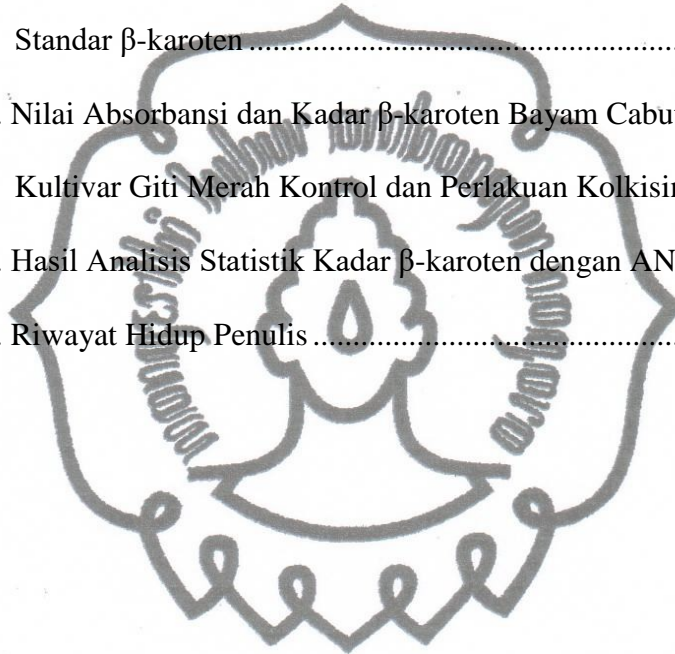 Standar β-karoten ....................................................
. Nilai Absorbansi dan Kadar β-karoten Bayam Cabu
Kultivar Giti Merah Kontrol dan Perlakuan Kolkisin
. Hasil Analisis Statistik Kadar β-karoten dengan AN
. Riwayat Hidup Penulis ............................................